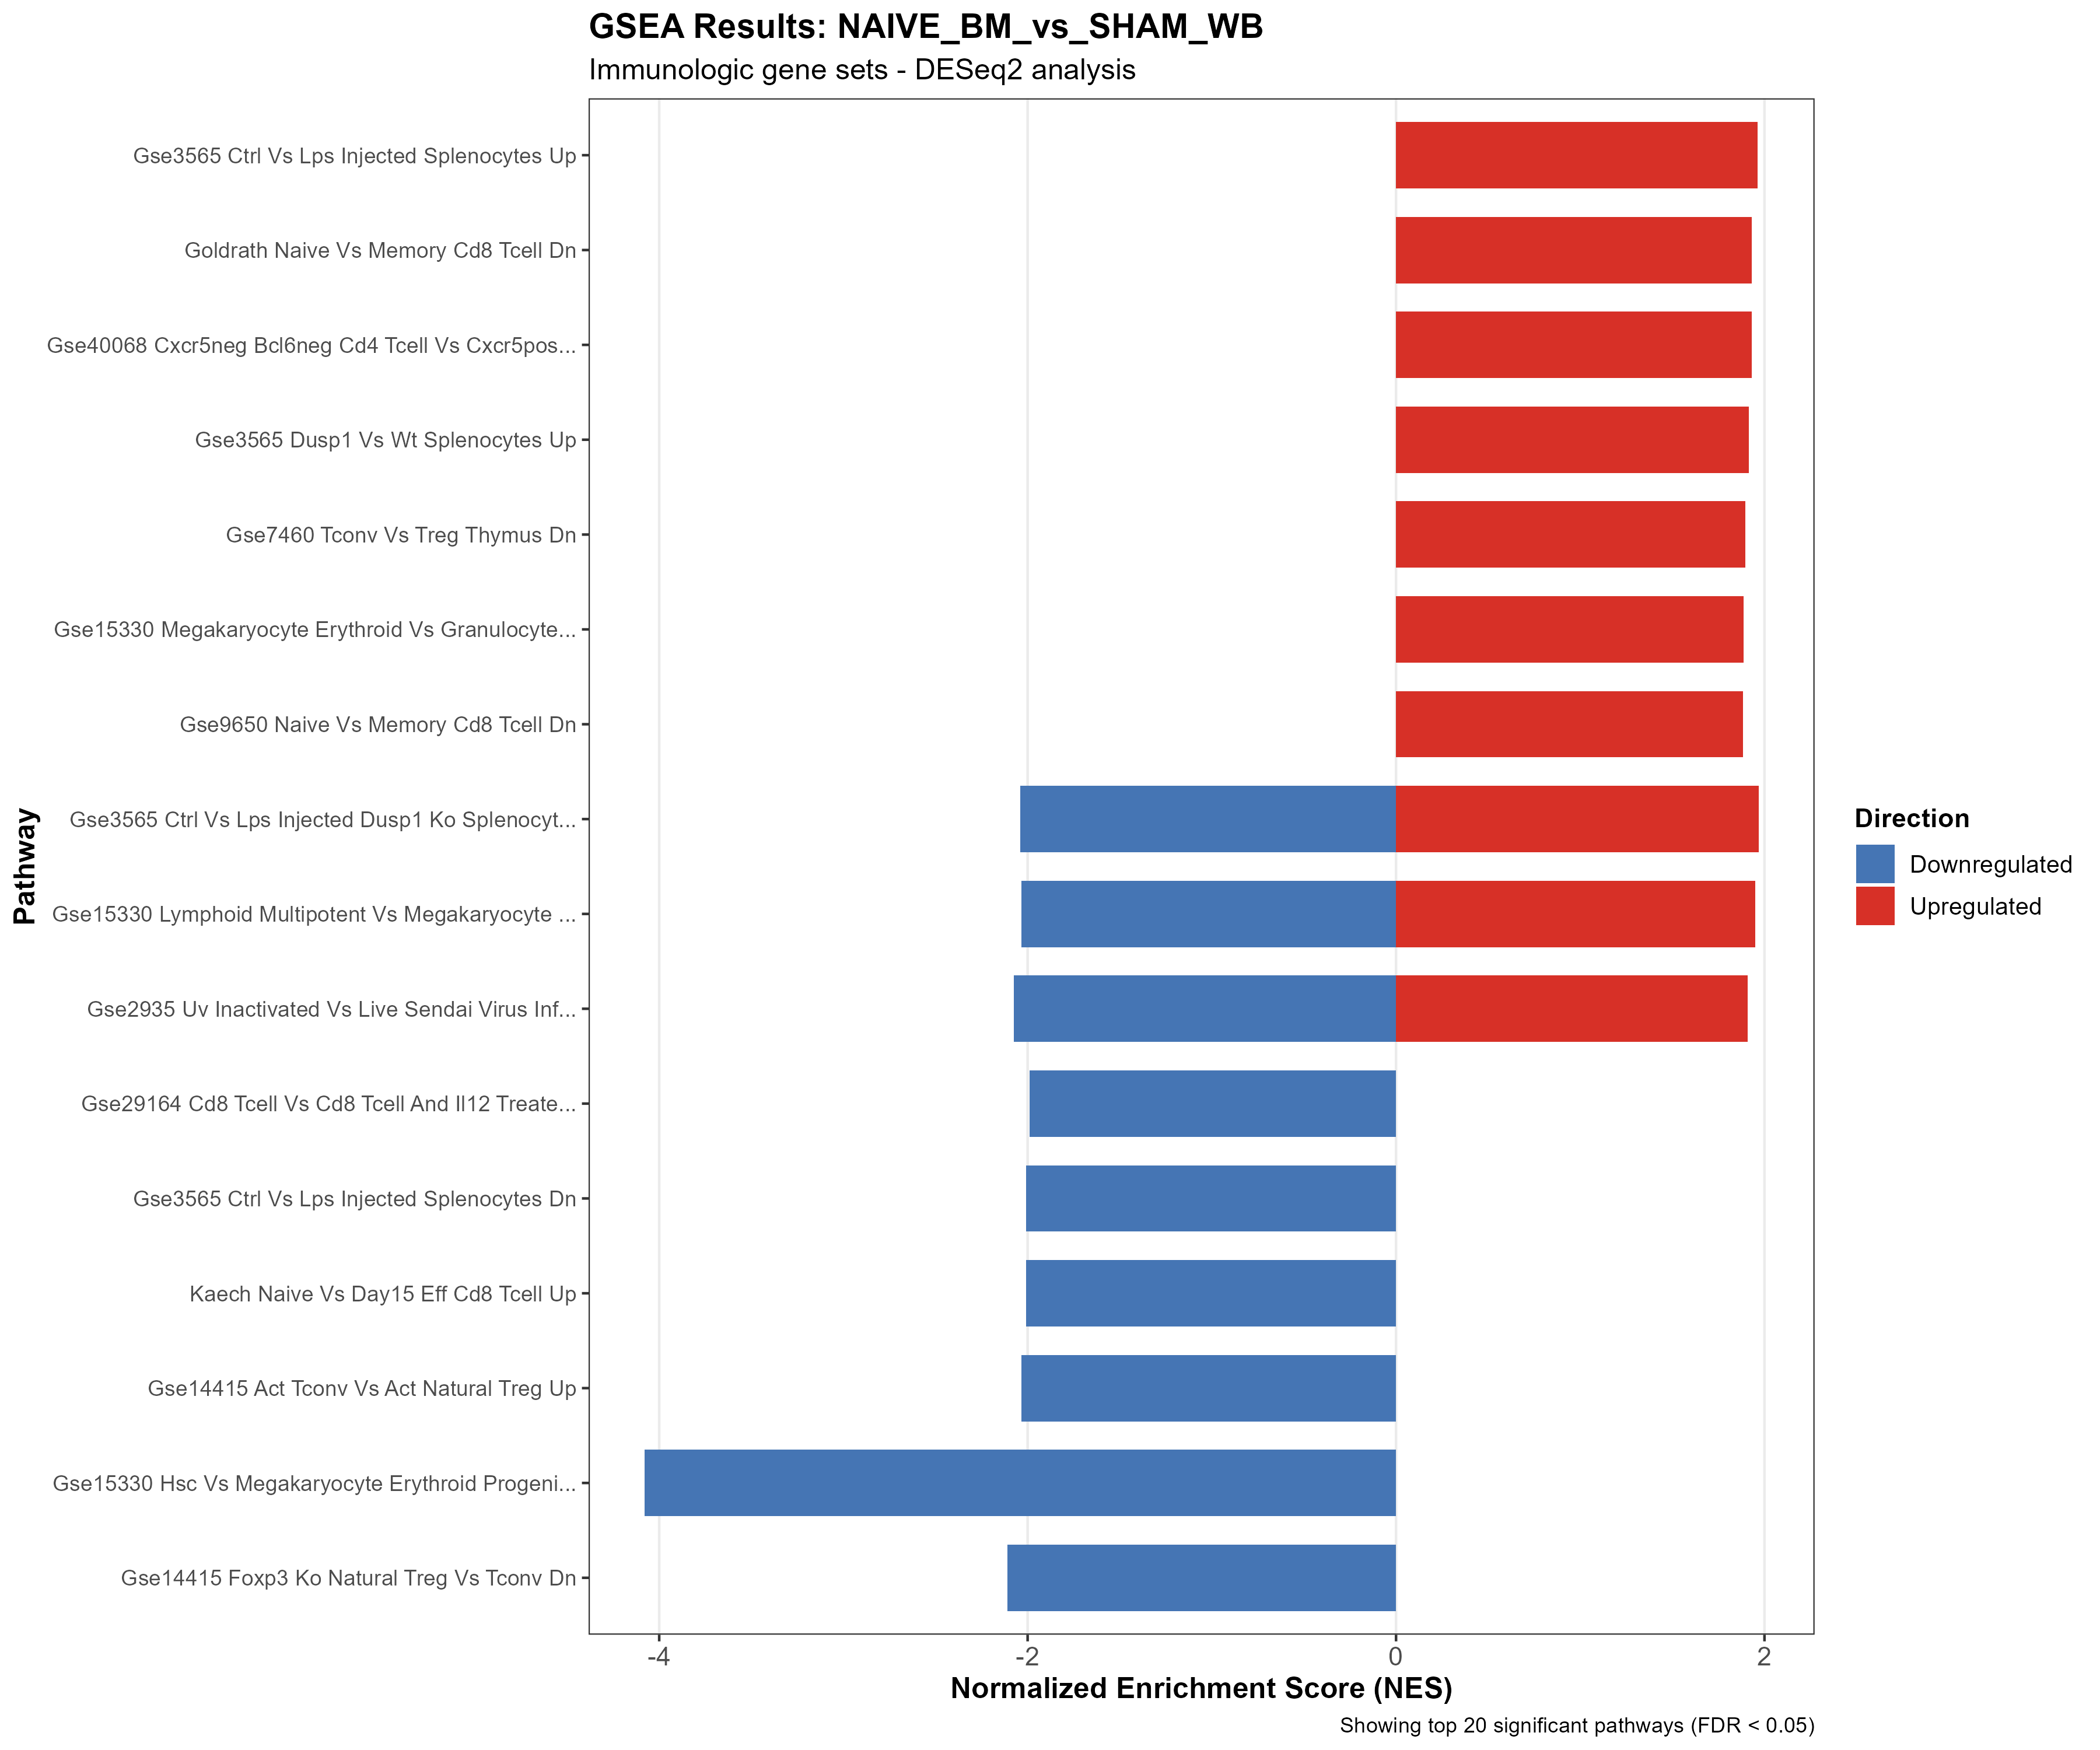 GSEA Results: NAIVE_BM_vs_SHAM_WB
Immunologic gene sets - DESeq2 analysis
Gse3565 Ctrl Vs Lps Injected Splenocytes Up
Goldrath Naive Vs Memory Cd8 Tcell Dn
Gse40068 Cxcr5neg Bcl6neg Cd4 Tcell Vs Cxcr5pos...
Gse3565 Dusp1 Vs Wt Splenocytes Up
Gse7460 Tconv Vs Treg Thymus Dn
Gse15330 Megakaryocyte Erythroid Vs Granulocyte...
Gse9650 Naive Vs Memory Cd8 Tcell Dn
Gse3565 Ctrl Vs Lps Injected Dusp1 Ko Splenocyt...
Gse15330 Lymphoid Multipotent Vs Megakaryocyte ...
Gse2935 Uv Inactivated Vs Live Sendai Virus Inf...
Gse29164 Cd8 Tcell Vs Cd8 Tcell And Il12 Treate...
Gse3565 Ctrl Vs Lps Injected Splenocytes Dn
Kaech Naive Vs Day15 Eff Cd8 Tcell Up
Gse14415 Act Tconv Vs Act Natural Treg Up
Gse15330 Hsc Vs Megakaryocyte Erythroid Progeni...
Gse14415 Foxp3 Ko Natural Treg Vs Tconv Dn
Pathway
-4 -2 0 2
Normalized Enrichment Score (NES)
Showing top 20 significant pathways (FDR < 0.05)
Direction
Downregulated
Upregulated